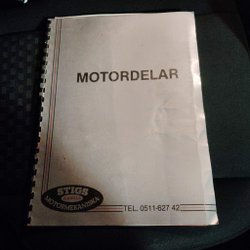 MOTORDELAR
STIGS
MOTORMEKANISKA
TEL. 0511-627 42